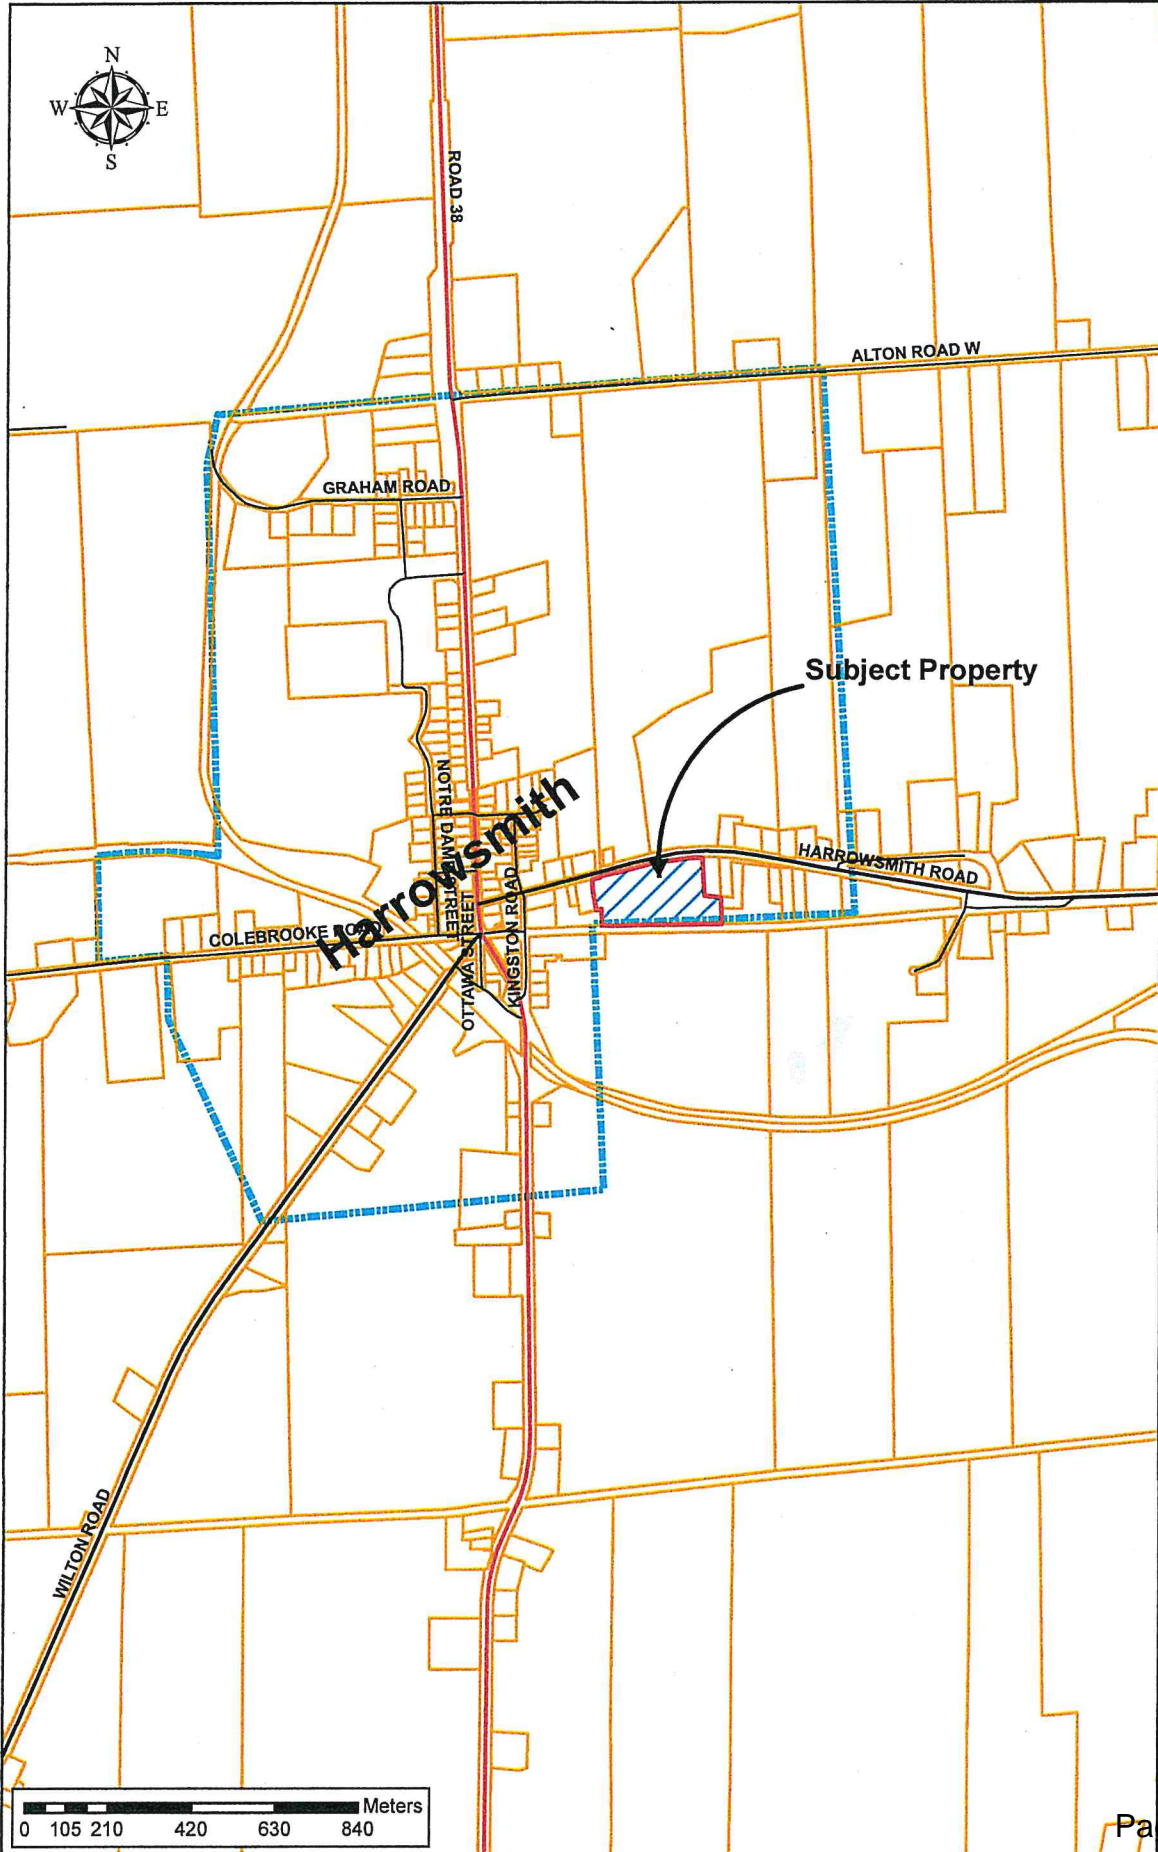 N
W E
S
ROAD 38
ALTON ROAD W
GRAHAM ROAD
Subject Property
NOTRE DAME STREET
Harrowsmith
HARROWSMITH ROAD
COLEBROOKE ROAD
OTTAWA STREET
KINGSTON ROAD
WILTON ROAD
Meters
0 105 210 420 630 840